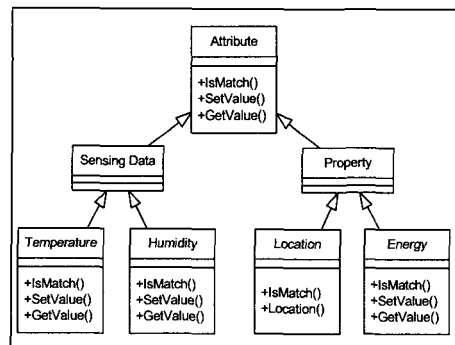 Attribute
+IsMatch()
+SetValue()
+GetValue()
Sensing Data
Property
Temperature
+IsMatch()
+SetValue()
+GetValue()
Humidity
+IsMatch()
+SetValue()
+GetValue()
Location
+IsMatch()
+Location()
Energy
+IsMatch()
+SetValue()
+GetValue()